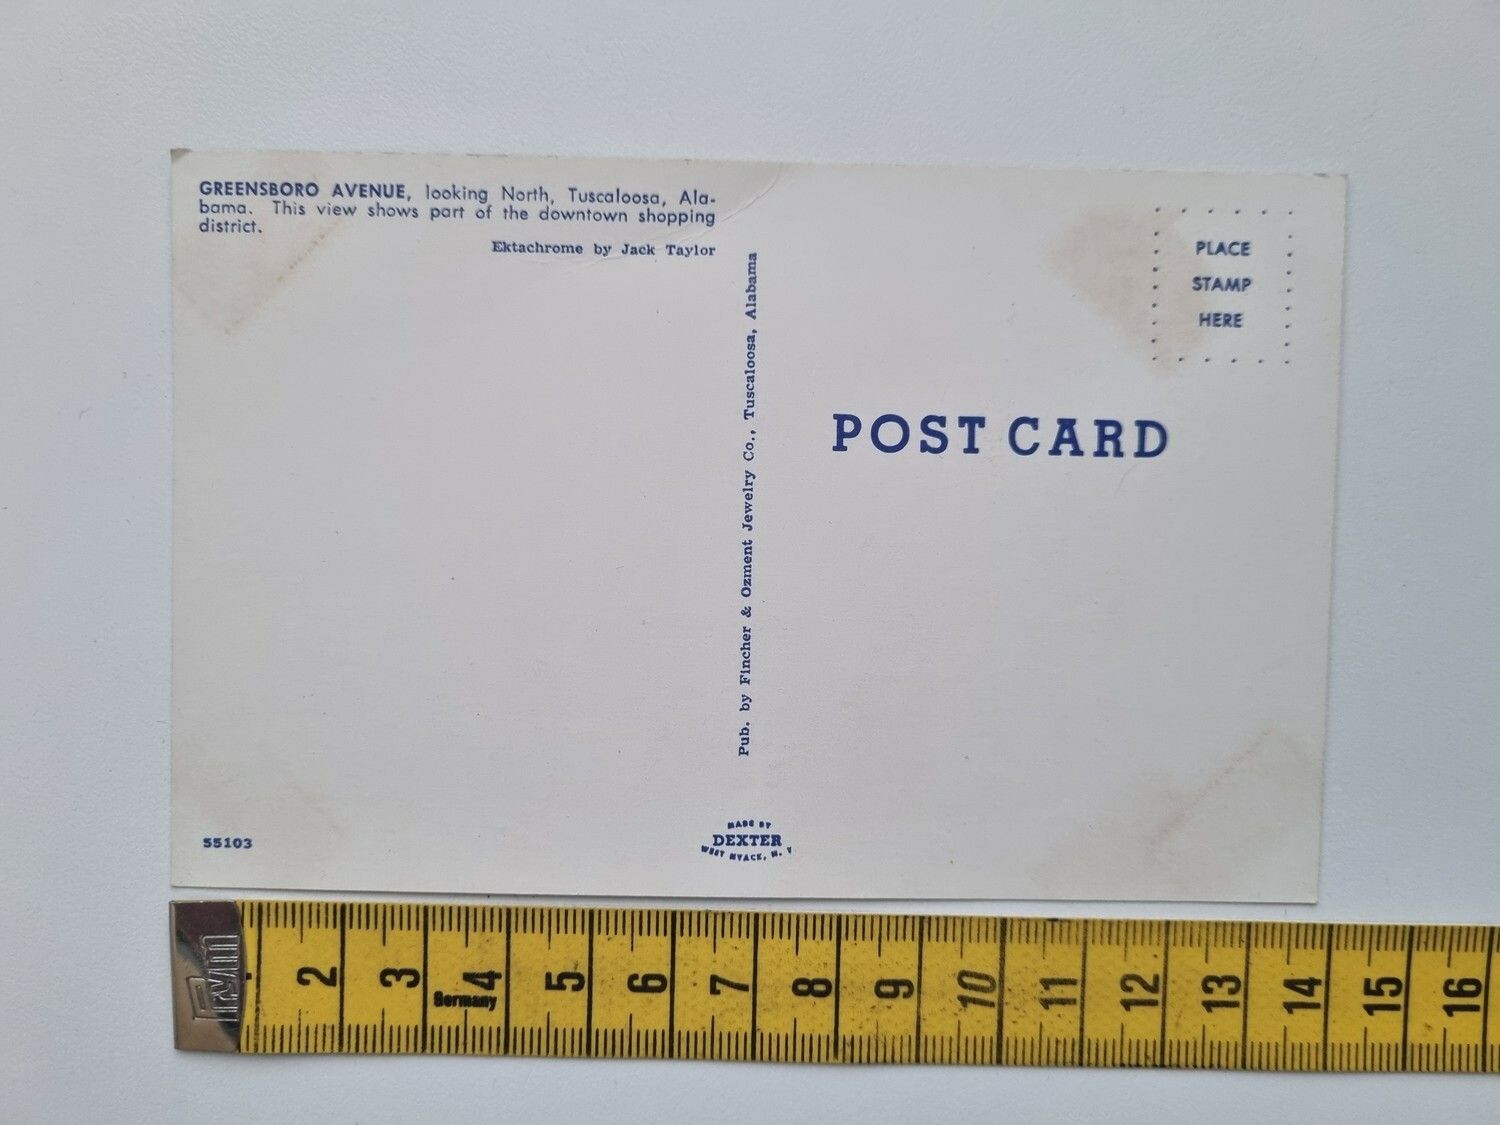 GREENSBORO AVENUE, looking North, Tuscaloosa, Ala-
bama. This view shows part of the downtown shopping
district.
Ektachrome by Jack Taylor
PLACE
STAMP
HERE
POST CARD
Pub. by Fincher & Ozment Jewelry Co., Tuscaloosa, Alabama
55103
MADE BY
DEXTER
WEST NYACK, N. Y.
Prym
2 3 4 5 6 7 8 9 10 11 12 13 14 15 16
Germany